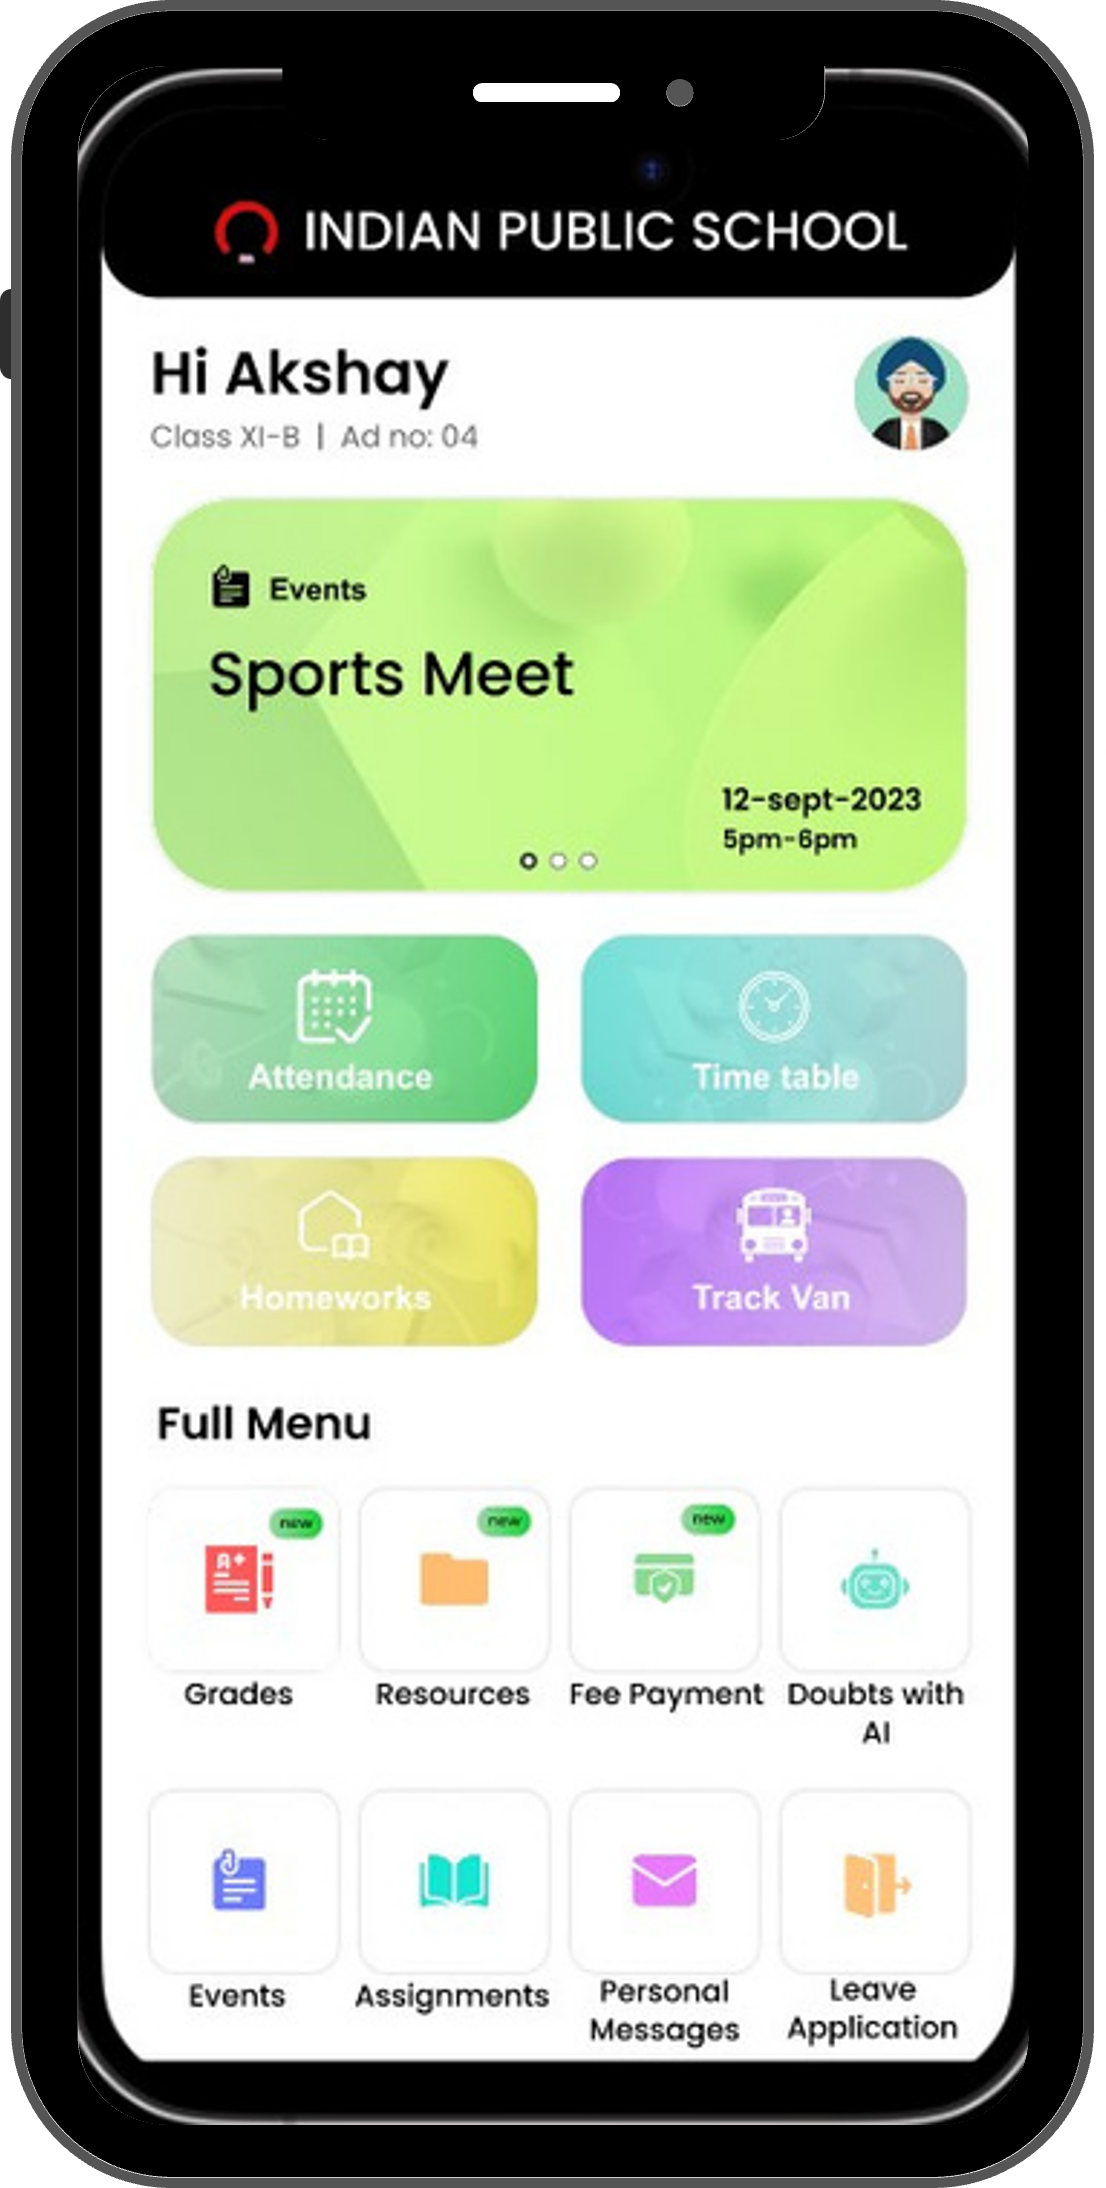 INDIAN PUBLIC SCHOOL
Hi Akshay
Class XI-B | Ad no: 04
Events
Sports Meet
12-sept-2023
5pm-6pm
Attendance
Time table
Homeworks
Track Van
Full Menu
new
new
new
A+
Grades
Resources
Fee Payment
Doubts with
AI
Events
Assignments
Personal
Messages
Leave
Application